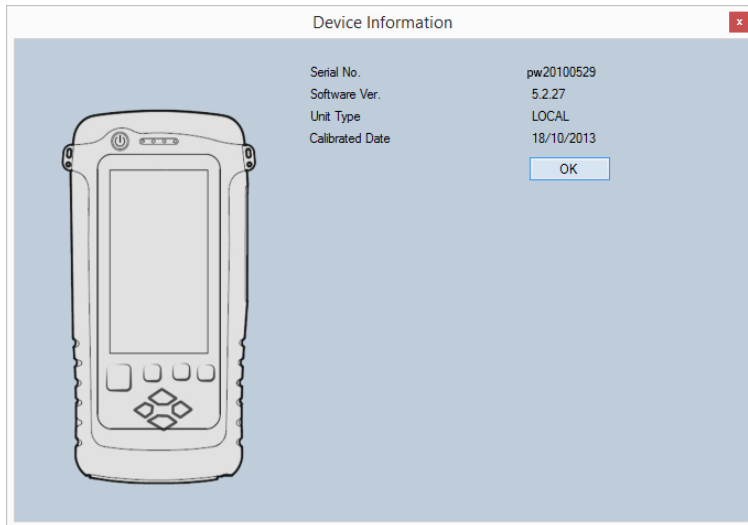 Device Information
x
Serial No. pw20100529
Software Ver. 5.2.27
Unit Type LOCAL
Calibrated Date 18/10/2013
OK